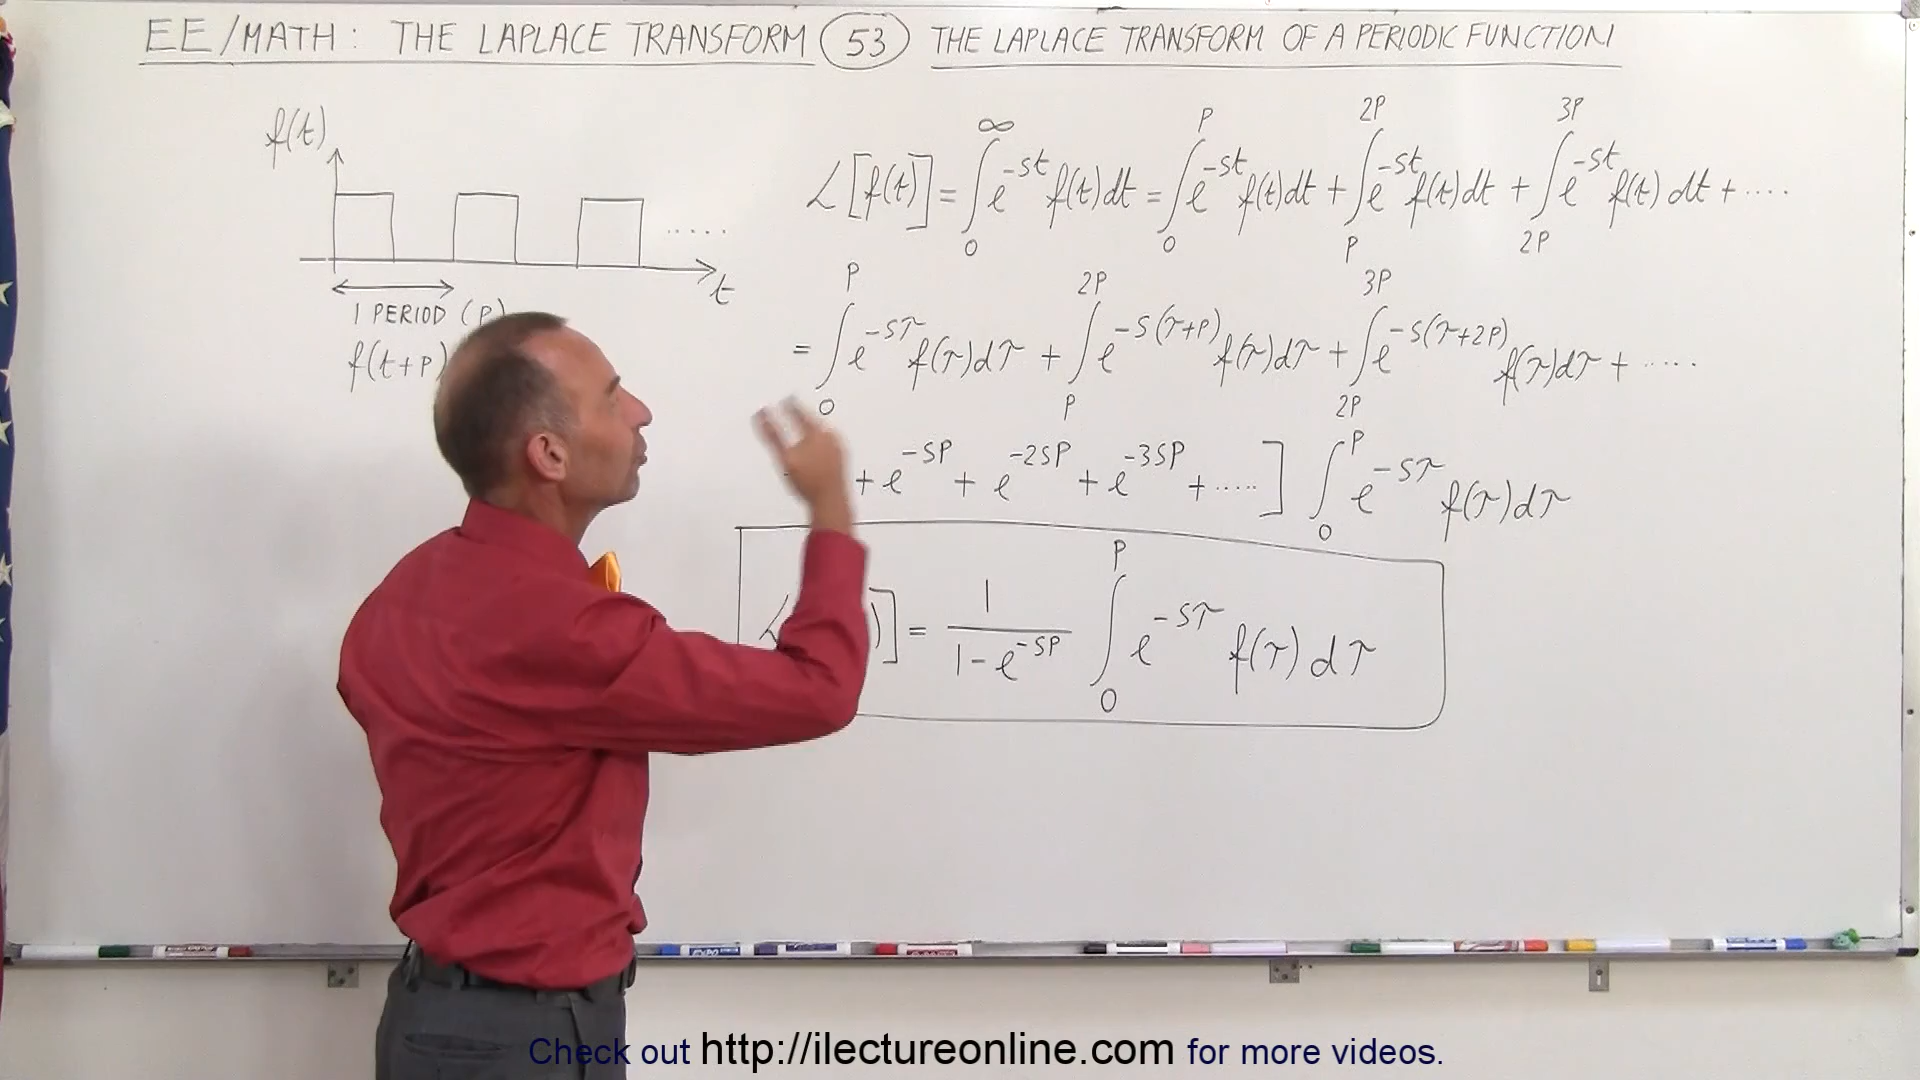 EE/MATH: THE LAPLACE TRANSFORM 53 THE LAPLACE TRANSFORM OF A PERIODIC FUNCTION
f(t)
t
1 PERIOD (P)
f(t+P)
ℒ[f(t)] = ∫₀^∞ e^{-st} f(t)dt = ∫₀^P e^{-st} f(t)dt + ∫_P^{2P} e^{-st} f(t)dt + ∫_{2P}^{3P} e^{-st} f(t)dt + ....
= ∫₀^P e^{-sτ} f(τ)dτ + ∫_P^{2P} e^{-s(τ+P)} f(τ)dτ + ∫_{2P}^{3P} e^{-s(τ+2P)} f(τ)dτ + .....
+ e^{-sP} + e^{-2sP} + e^{-3sP} + ..... ] ∫₀^P e^{-sτ} f(τ)dτ
)] = 1/(1-e^{-sP}) ∫₀^P e^{-sτ} f(τ)dτ
EXPO
Check out http://ilectureonline.com for more videos.